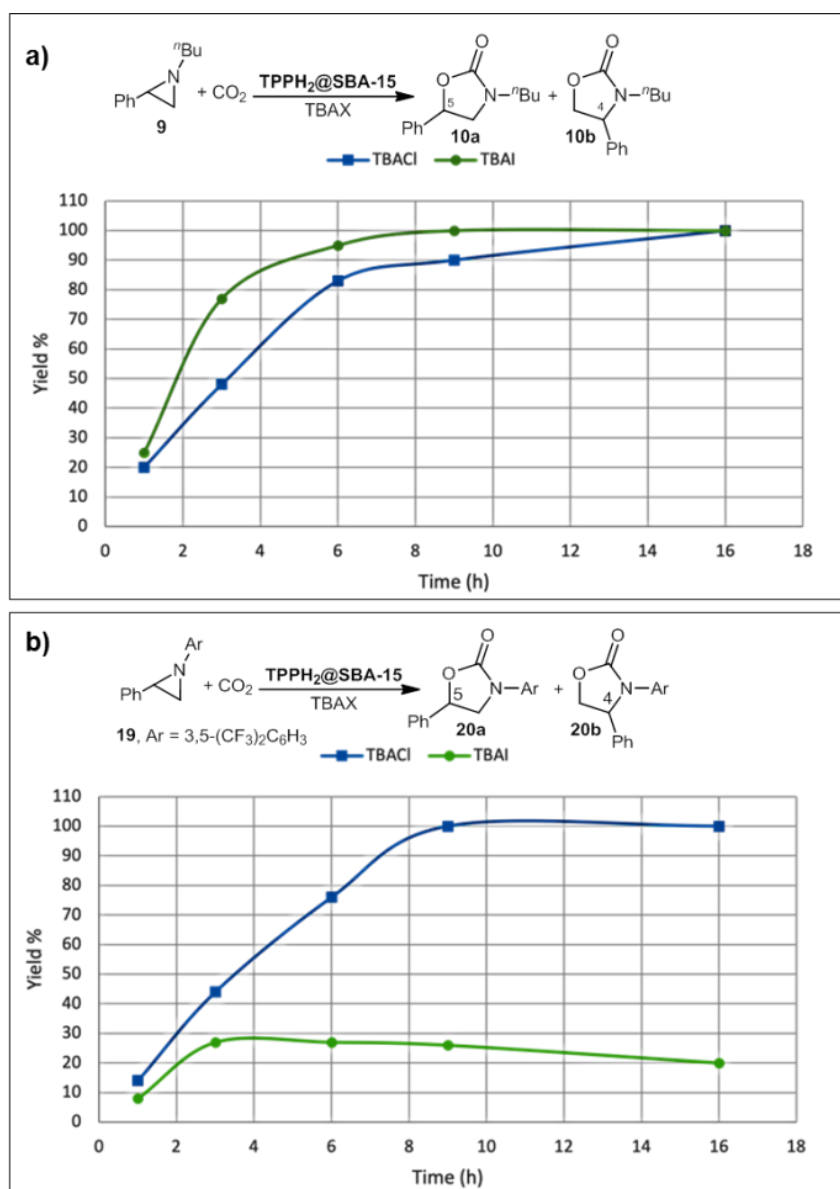 a)
nBu
N
Ph
9
+ CO2
TPPH2@SBA-15
TBAX
O
O
N
nBu
5
Ph
10a
+
O
O
N
nBu
4
Ph
10b
TBACl
TBAI
110
100
90
80
70
60
50
40
30
20
10
0
Yield %
0 2 4 6 8 10 12 14 16 18
Time (h)
b)
Ar
N
Ph
19, Ar = 3,5-(CF3)2C6H3
+ CO2
TPPH2@SBA-15
TBAX
O
O
N
Ar
5
Ph
20a
+
O
O
N
Ar
4
Ph
20b
TBACl
TBAI
110
100
90
80
70
60
50
40
30
20
10
0
Yield %
0 2 4 6 8 10 12 14 16 18
Time (h)